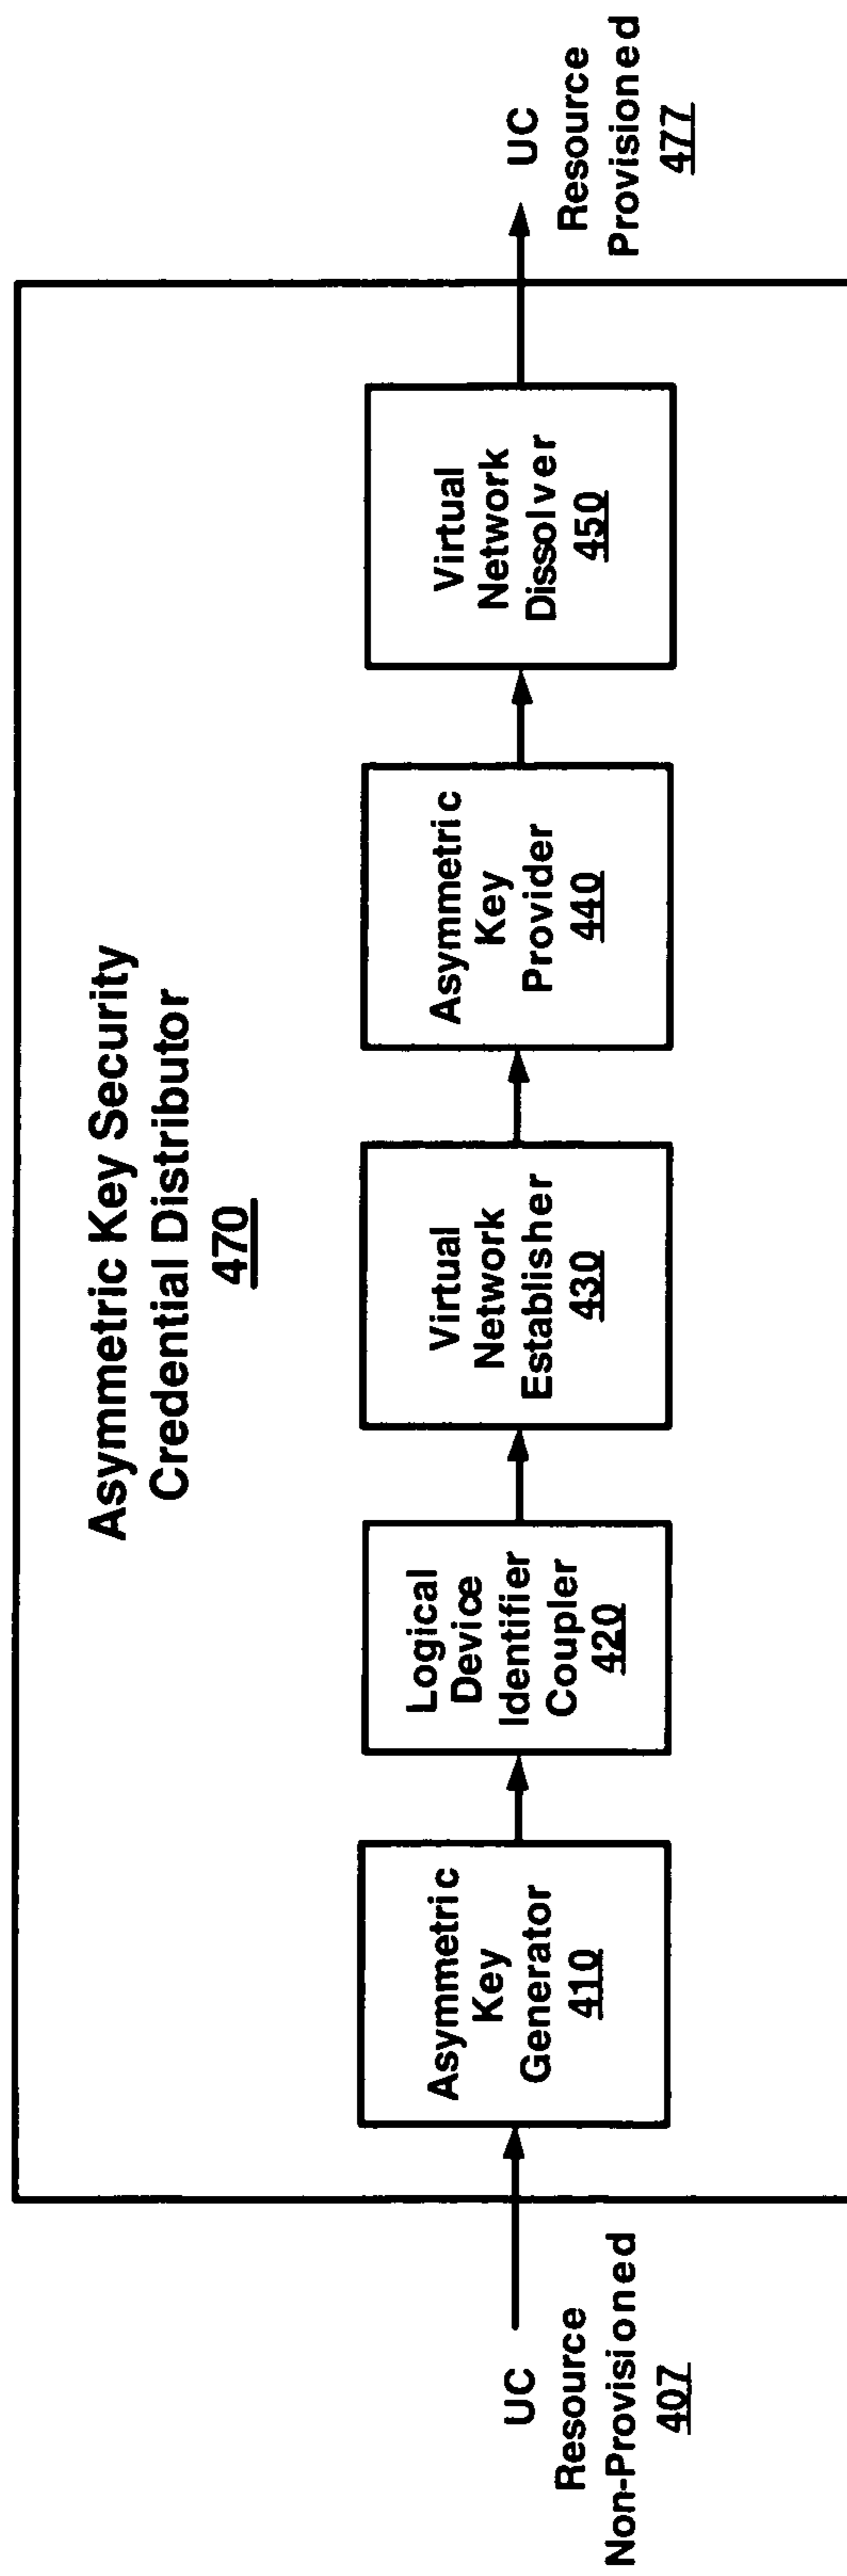 Asymmetric Key Security
Credential Distributor
470
UC
Resource
Non-Provisioned
407
Asymmetric
Key
Generator
410
Logical
Device
Identifier
Coupler
420
Virtual
Network
Establisher
430
Asymmetric
Key
Provider
440
Virtual
Network
Dissolver
450
UC
Resource
Provisioned
477